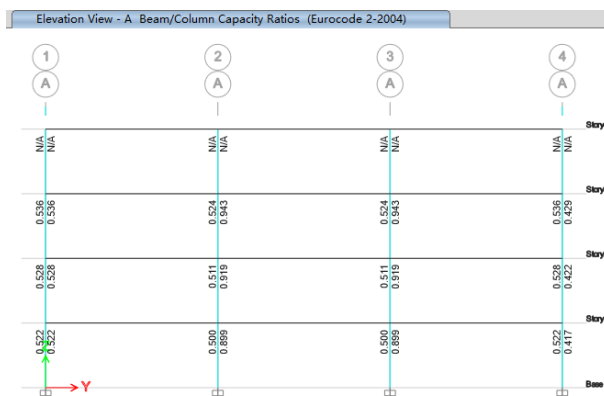 Elevation View - A Beam/Column Capacity Ratios (Eurocode 2-2004)
1 2 3 4
A A A A
Story
N/A N/A N/A N/A N/A N/A N/A N/A
Story
0.536 0.536 0.524 0.943 0.524 0.943 0.536 0.429
Story
0.528 0.528 0.511 0.919 0.511 0.919 0.528 0.422
Story
0.522 0.522 0.500 0.899 0.500 0.899 0.522 0.417
Y
Base